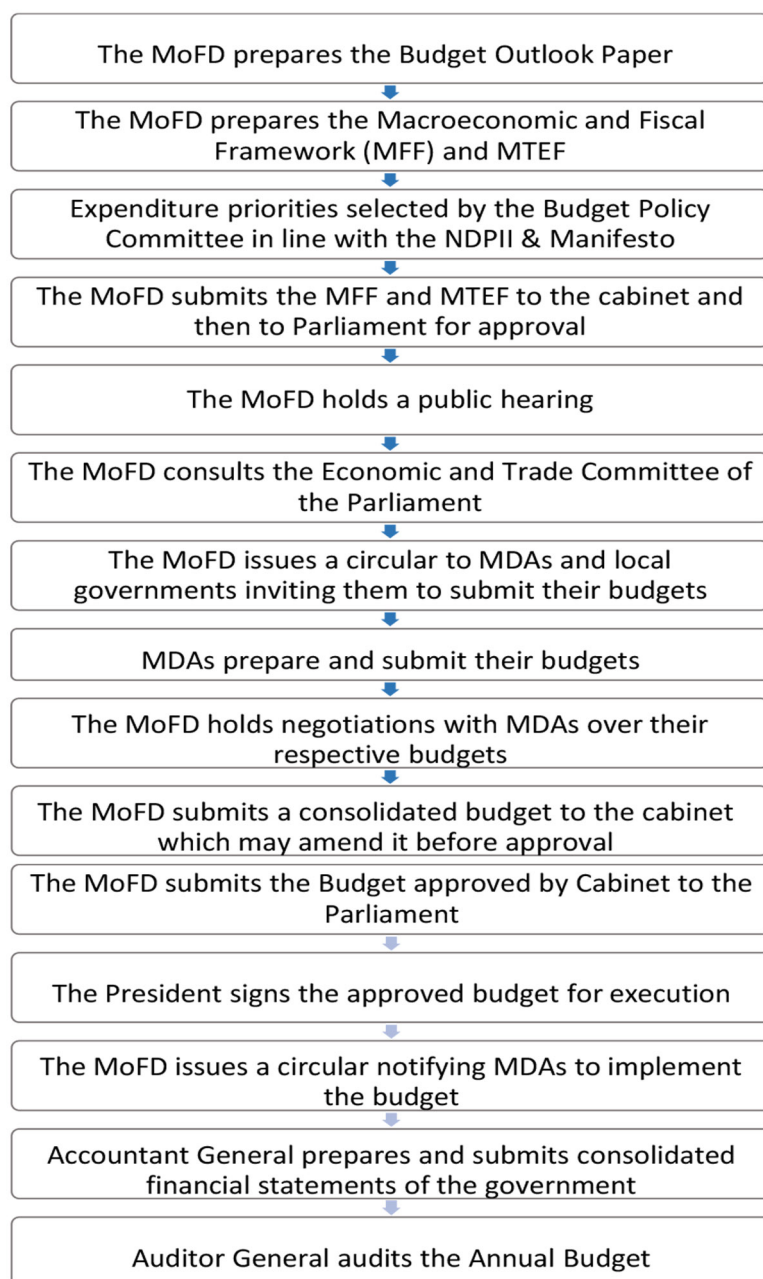 The MoFD prepares the Budget Outlook Paper
The MoFD prepares the Macroeconomic and Fiscal
Framework (MFF) and MTEF
Expenditure priorities selected by the Budget Policy
Committee in line with the NDPII & Manifesto
The MoFD submits the MFF and MTEF to the cabinet and
then to Parliament for approval
The MoFD holds a public hearing
The MoFD consults the Economic and Trade Committee of
the Parliament
The MoFD issues a circular to MDAs and local
governments inviting them to submit their budgets
MDAs prepare and submit their budgets
The MoFD holds negotiations with MDAs over their
respective budgets
The MoFD submits a consolidated budget to the cabinet
which may amend it before approval
The MoFD submits the Budget approved by Cabinet to the
Parliament
The President signs the approved budget for execution
The MoFD issues a circular notifying MDAs to implement
the budget
Accountant General prepares and submits consolidated
financial statements of the government
Auditor General audits the Annual Budget